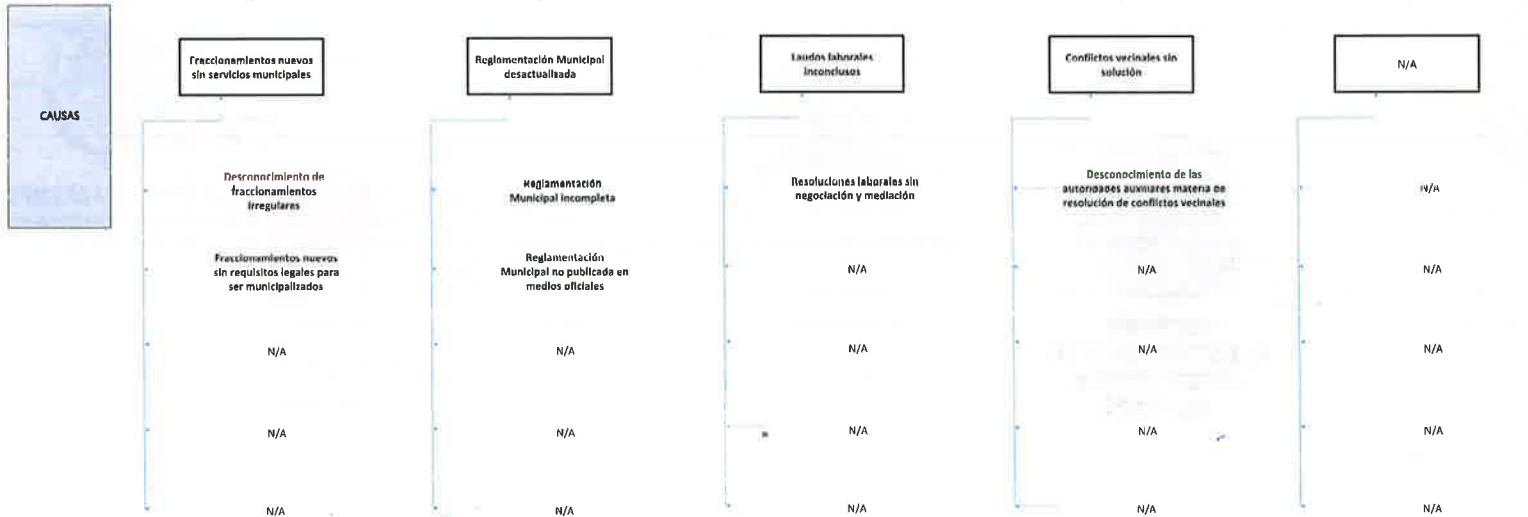 CAUSAS
Fraccionamientos nuevos
sin servicios municipales
Desconocimiento de
fraccionamientos
irregulares
Fraccionamientos nuevos
sin requisitos legales para
ser municipalizados
N/A
N/A
N/A
Reglamentación Municipal
desactualizada
Reglamentación
Municipal incompleta
Reglamentación
Municipal no publicada en
medios oficiales
N/A
N/A
N/A
Laudos laborales
inconclusos
Resoluciones laborales sin
negociación y mediación
N/A
N/A
N/A
N/A
Conflictos vecinales sin
solución
Desconocimiento de las
autoridades auxiliares materia de
resolución de conflictos vecinales
N/A
N/A
N/A
N/A
N/A
N/A
N/A
N/A
N/A
N/A